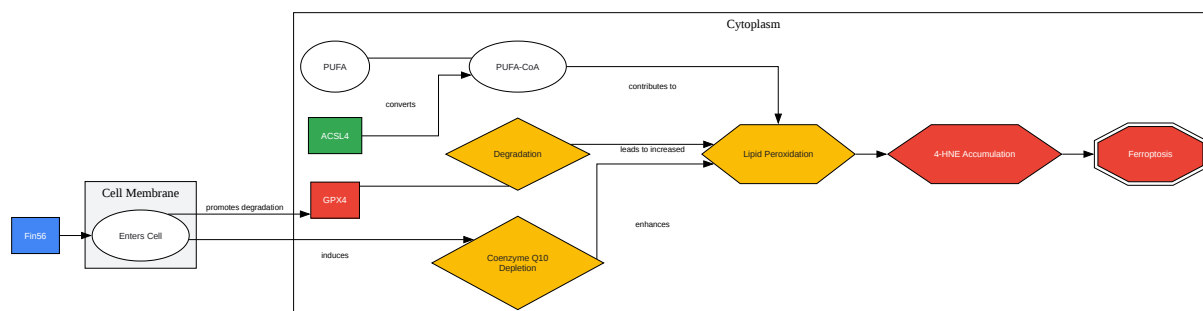 Cytoplasm
PUFA
PUFA-CoA
contributes to
converts
ACSL4
Degradation
leads to increased
Lipid Peroxidation
4-HNE Accumulation
Ferroptosis
Cell Membrane
GPX4
promotes degradation
Fin56
Enters Cell
enhances
induces
Coenzyme Q10
Depletion